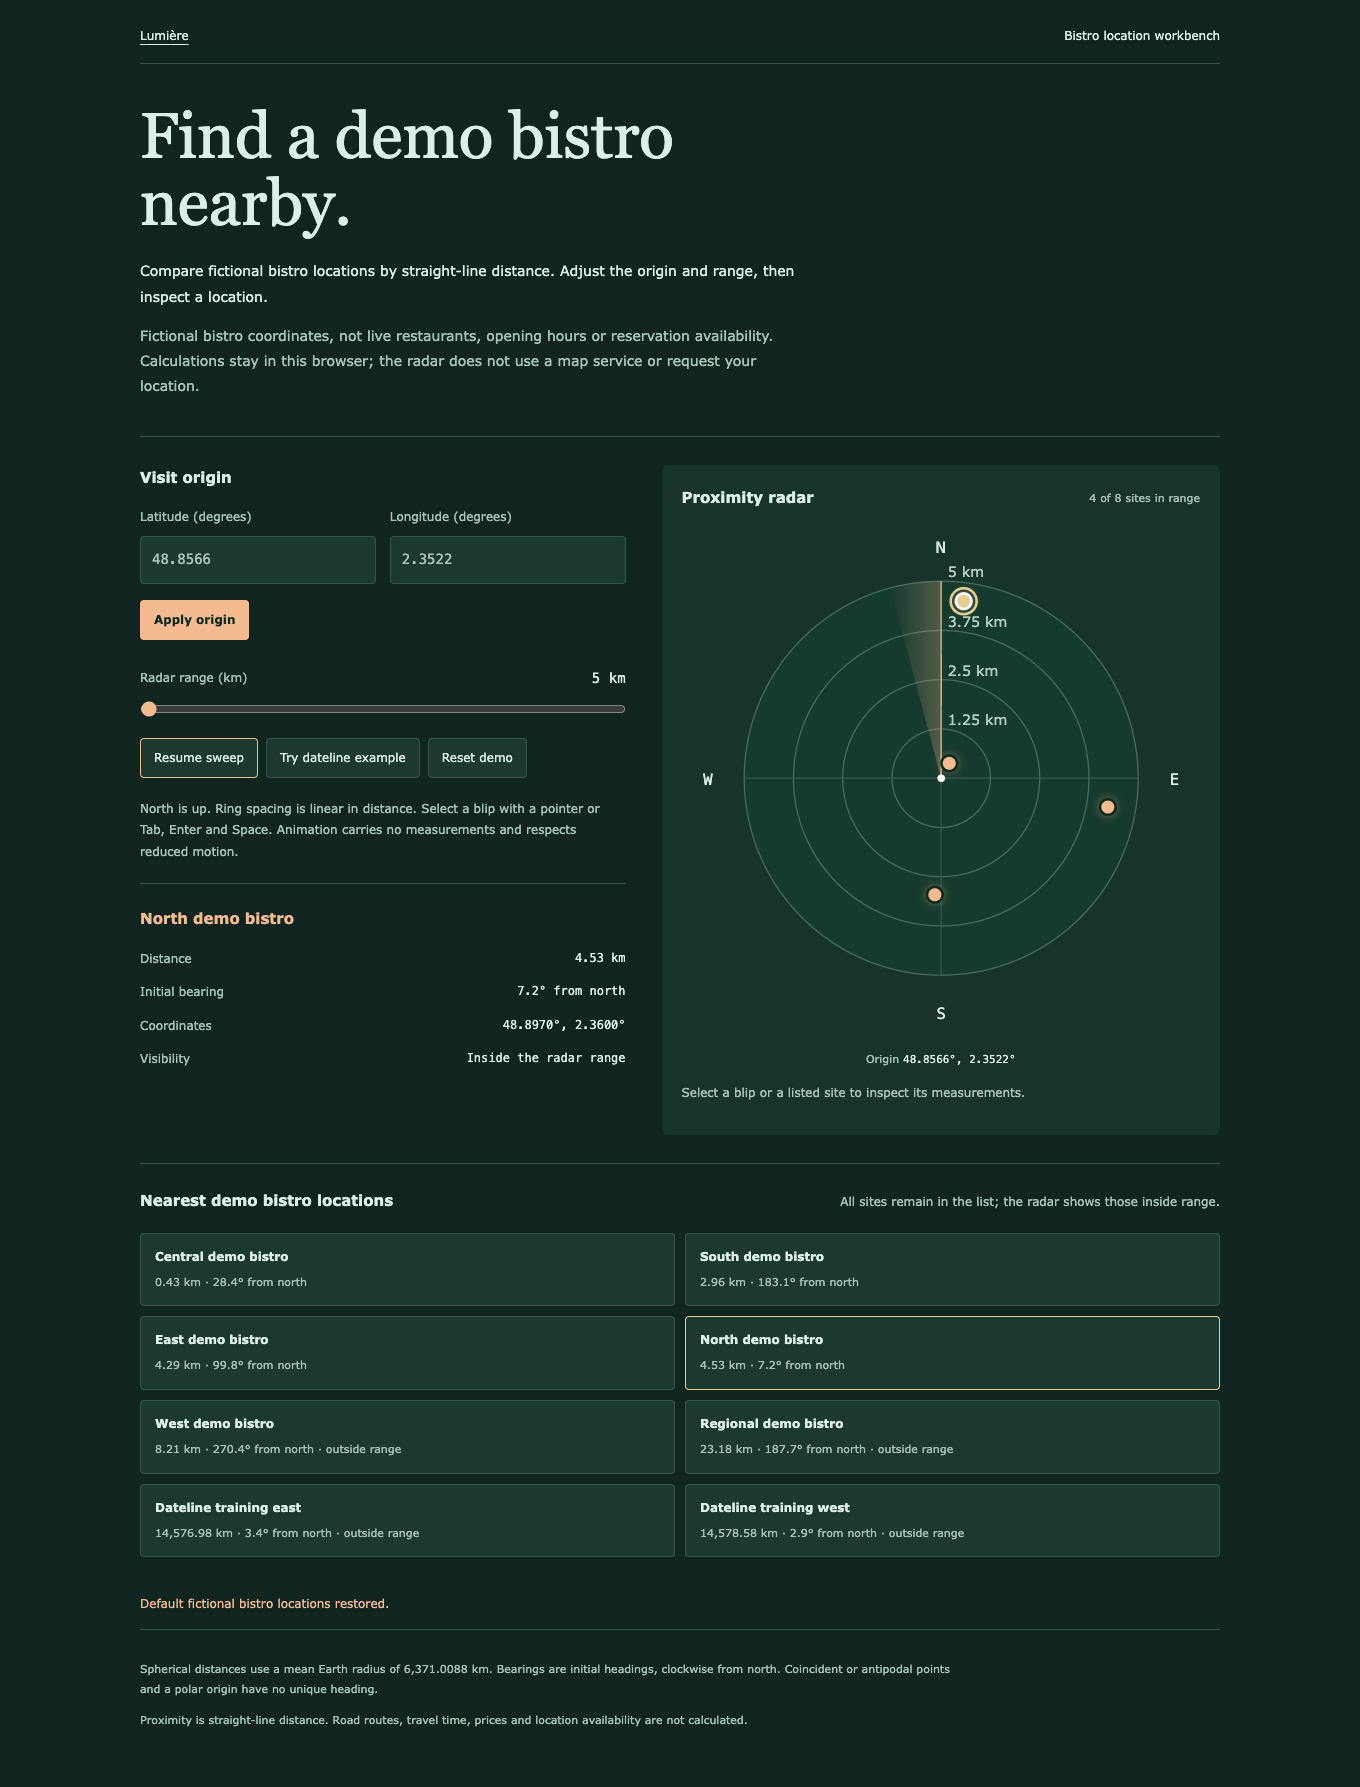 Lumière
Bistro location workbench
Find a demo bistro
nearby.
Compare fictional bistro locations by straight-line distance. Adjust the origin and range, then
inspect a location.
Fictional bistro coordinates, not live restaurants, opening hours or reservation availability.
Calculations stay in this browser; the radar does not use a map service or request your
location.
Visit origin
Latitude (degrees)
Longitude (degrees)
48.8566
2.3522
Apply origin
Radar range (km)
5 km
Resume sweep
Try dateline example
Reset demo
North is up. Ring spacing is linear in distance. Select a blip with a pointer or
Tab, Enter and Space. Animation carries no measurements and respects
reduced motion.
North demo bistro
Distance
4.53 km
Initial bearing
7.2° from north
Coordinates
48.8970°, 2.3600°
Visibility
Inside the radar range
Proximity radar
4 of 8 sites in range
N
5 km
3.75 km
2.5 km
1.25 km
W
E
S
Origin 48.8566°, 2.3522°
Select a blip or a listed site to inspect its measurements.
Nearest demo bistro locations
All sites remain in the list; the radar shows those inside range.
Central demo bistro
0.43 km · 28.4° from north
South demo bistro
2.96 km · 183.1° from north
East demo bistro
4.29 km · 99.8° from north
North demo bistro
4.53 km · 7.2° from north
West demo bistro
8.21 km · 270.4° from north · outside range
Regional demo bistro
23.18 km · 187.7° from north · outside range
Dateline training east
14,576.98 km · 3.4° from north · outside range
Dateline training west
14,578.58 km · 2.9° from north · outside range
Default fictional bistro locations restored.
Spherical distances use a mean Earth radius of 6,371.0088 km. Bearings are initial headings, clockwise from north. Coincident or antipodal points
and a polar origin have no unique heading.
Proximity is straight-line distance. Road routes, travel time, prices and location availability are not calculated.